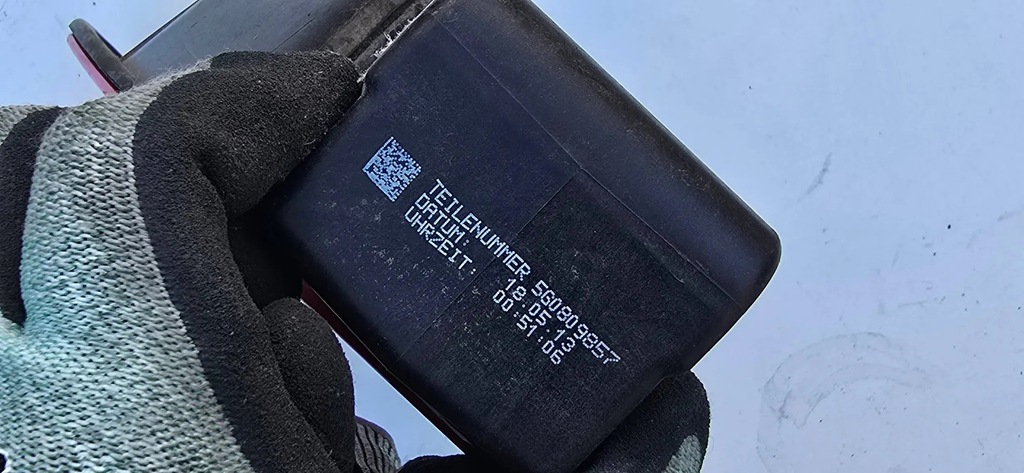 TEILENUMMER 5G0809857
DATUM: 18.05.13
UHRZEIT: 00:51:06